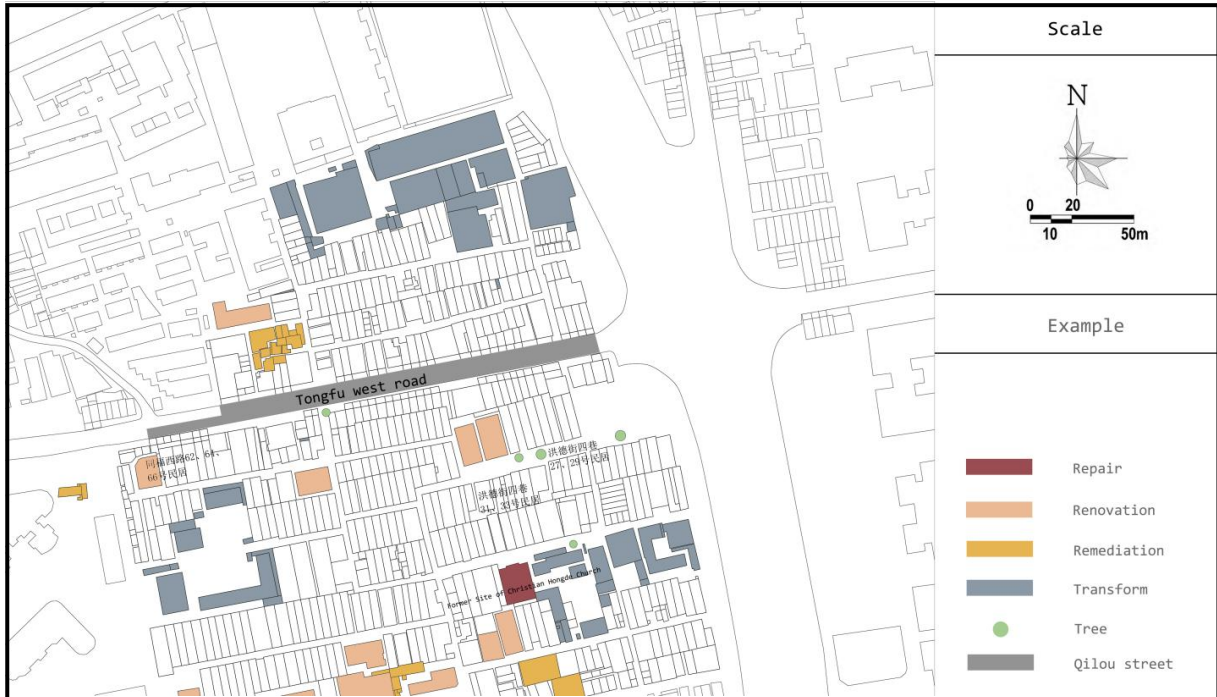 Scale
N
0 20
10 50m
Example
Repair
Renovation
Remediation
Transform
Tree
Qilou street
Tongfu west road
同福西路62、64、
66号民居
洪德街四巷
27、29号民居
洪德街四巷
31、33号民居
Former Site of Christian Hongde Church